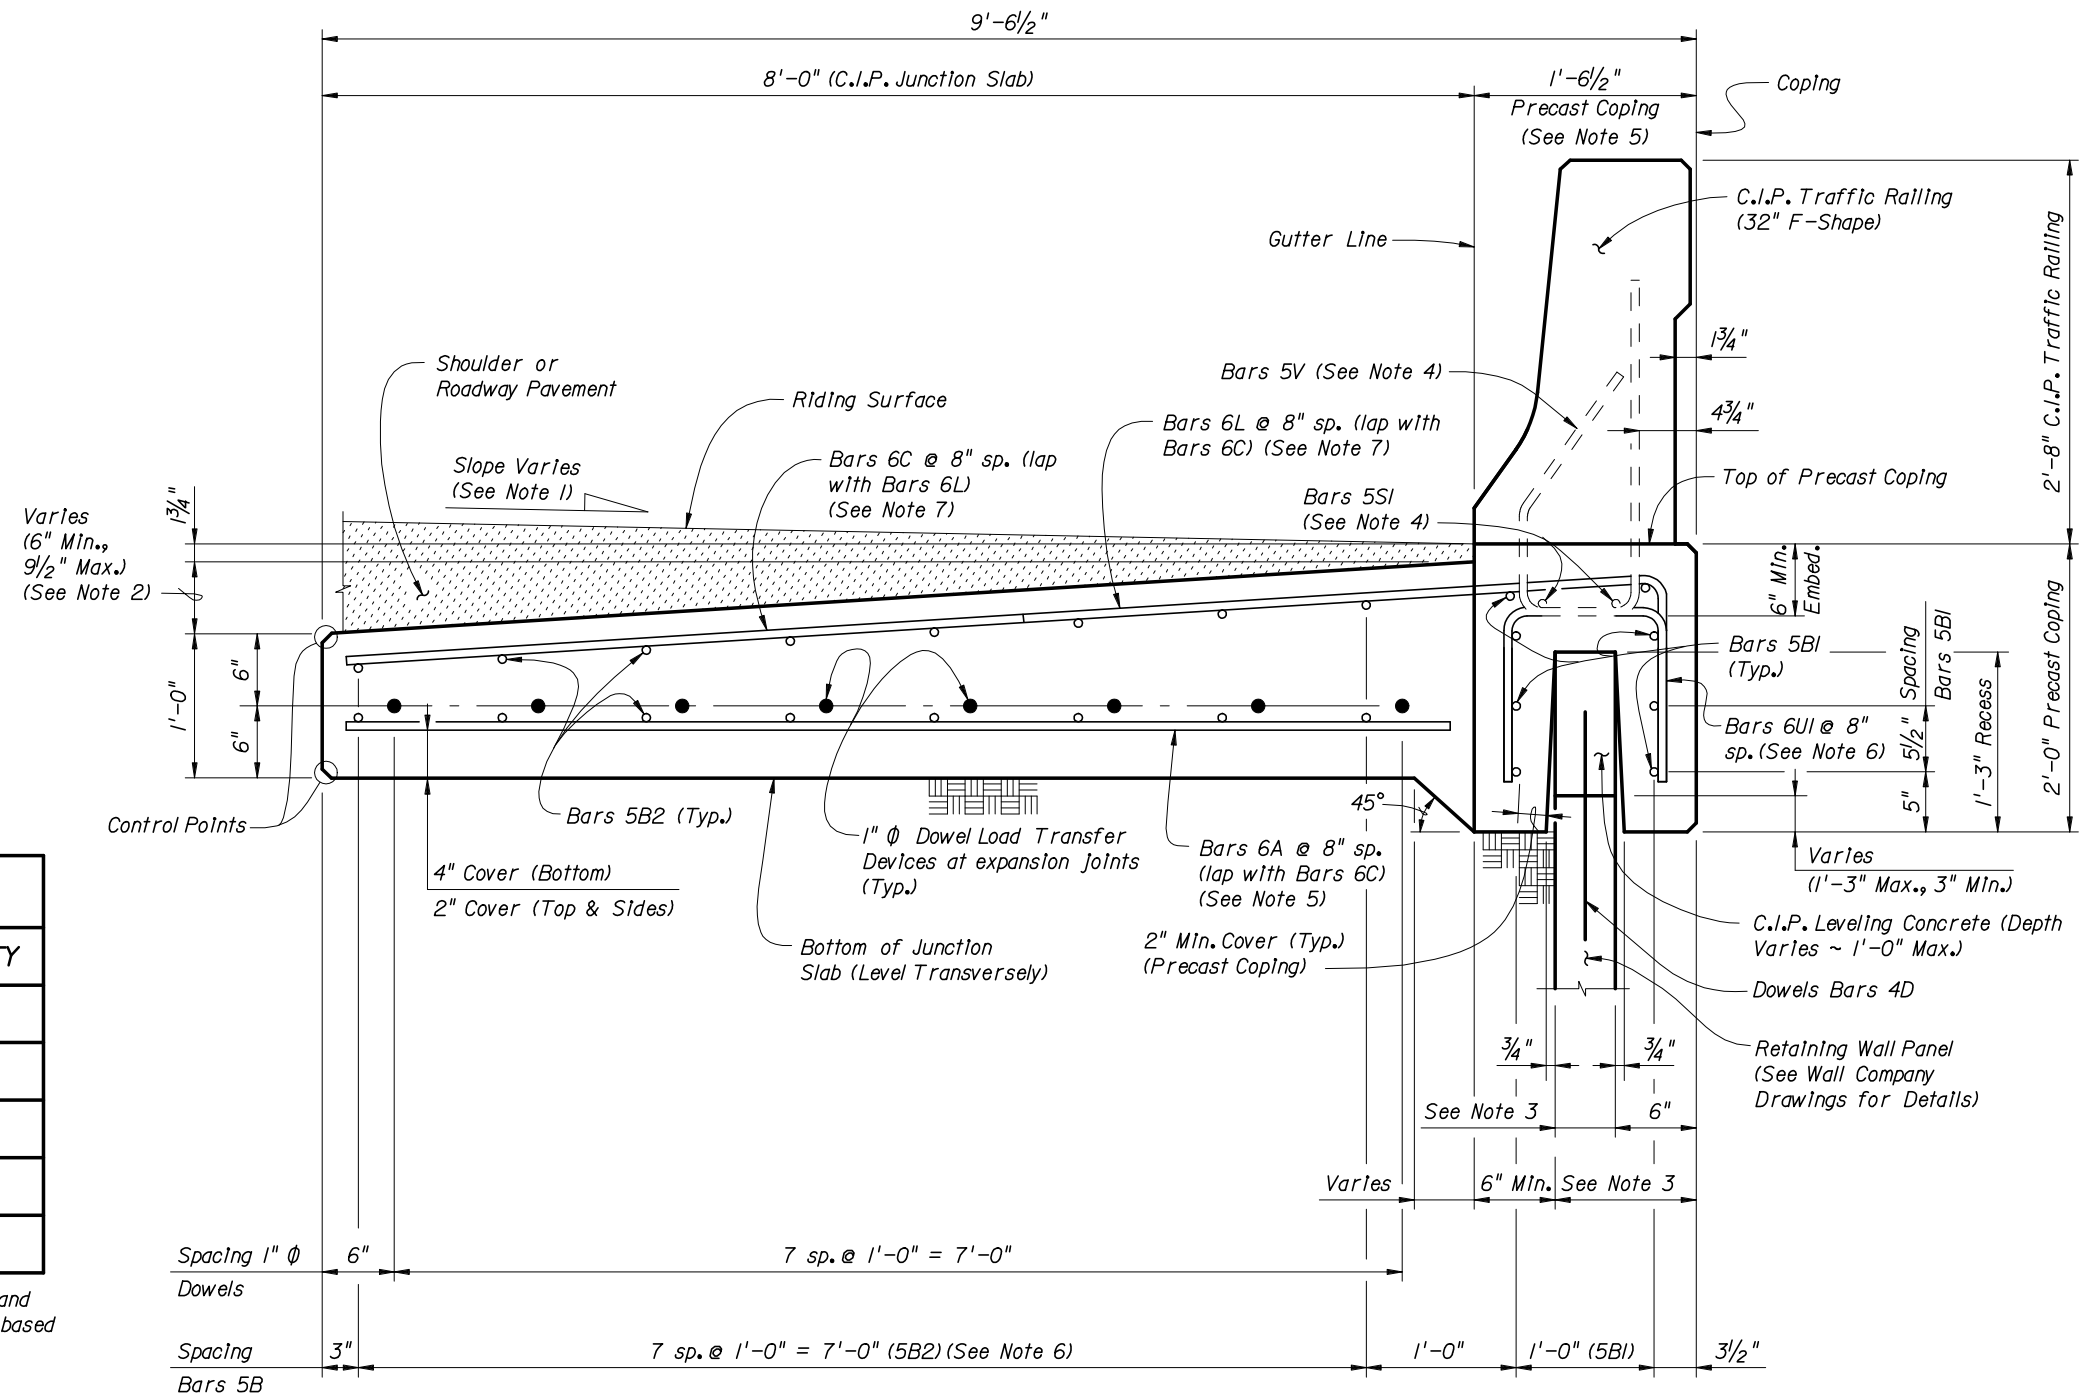 9'-6½"
8'-0" (C.I.P. Junction Slab)
1'-6½"
Precast Coping
(See Note 5)
Coping
C.I.P. Traffic Railing
(32" F-Shape)
Gutter Line
2'-8" C.I.P. Traffic Railing
1¾"
4¾"
Bars 5V (See Note 4)
Shoulder or
Roadway Pavement
Riding Surface
Bars 6L @ 8" sp. (lap with
Bars 6C) (See Note 7)
Bars 6C @ 8" sp. (lap
with Bars 6L)
(See Note 7)
Slope Varies
(See Note 1)
Bars 5S1
(See Note 4)
Top of Precast Coping
1¾"
Varies
(6" Min.,
9½" Max.)
(See Note 2)
6" Min.
Embed.
6"
1'-0"
6"
Bars 5B1
(Typ.)
Spacing
Bars 5B1
5½"
5"
1'-3" Recess
2'-0" Precast Coping
Bars 6U1 @ 8"
sp. (See Note 6)
Control Points
Bars 5B2 (Typ.)
45°
4" Cover (Bottom)
2" Cover (Top & Sides)
1" ϕ Dowel Load Transfer
Devices at expansion joints
(Typ.)
Bars 6A @ 8" sp.
(lap with Bars 6C)
(See Note 5)
Varies
(1'-3" Max., 3" Min.)
Bottom of Junction
Slab (Level Transversely)
2" Min. Cover (Typ.)
(Precast Coping)
C.I.P. Leveling Concrete (Depth
Varies ~ 1'-0" Max.)
Dowels Bars 4D
Retaining Wall Panel
(See Wall Company
Drawings for Details)
¾"
¾"
See Note 3
6"
Varies
6" Min.
See Note 3
Spacing 1" ϕ
Dowels
6"
7 sp. @ 1'-0" = 7'-0"
Spacing
Bars 5B
3"
7 sp. @ 1'-0" = 7'-0" (5B2) (See Note 6)
1'-0"
1'-0" (5B1)
3½"
TY
and
based